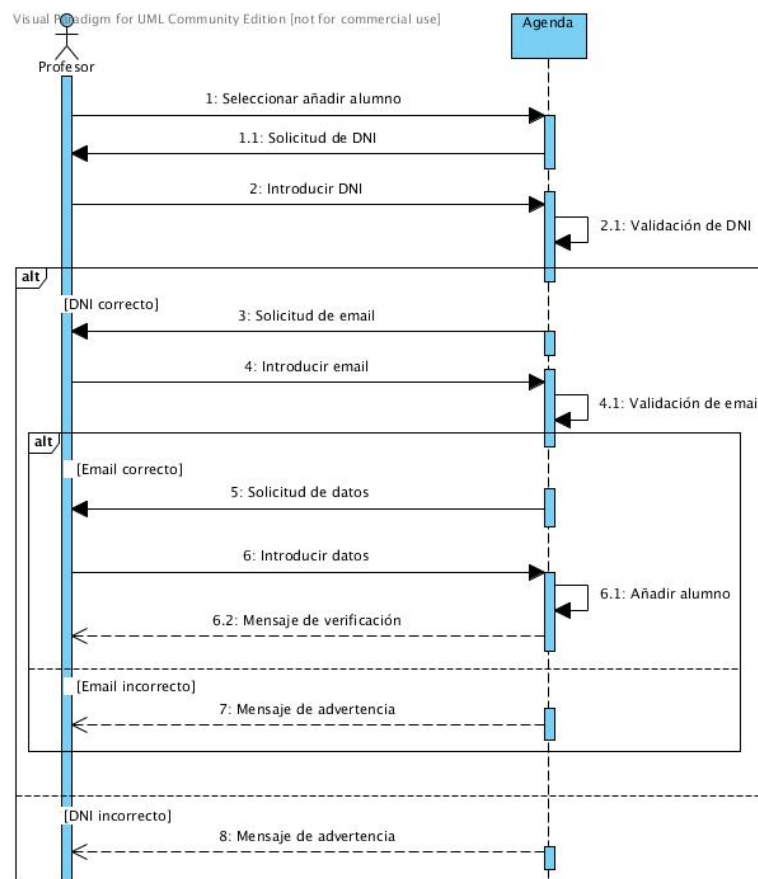 Visual Paradigm for UML Community Edition [not for commercial use]
Agenda
Profesor
1: Seleccionar añadir alumno
1.1: Solicitud de DNI
2: Introducir DNI
2.1: Validación de DNI
alt
[DNI correcto]
3: Solicitud de email
4: Introducir email
4.1: Validación de emai
alt
[Email correcto]
5: Solicitud de datos
6: Introducir datos
6.1: Añadir alumno
6.2: Mensaje de verificación
[Email incorrecto]
7: Mensaje de advertencia
[DNI incorrecto]
8: Mensaje de advertencia